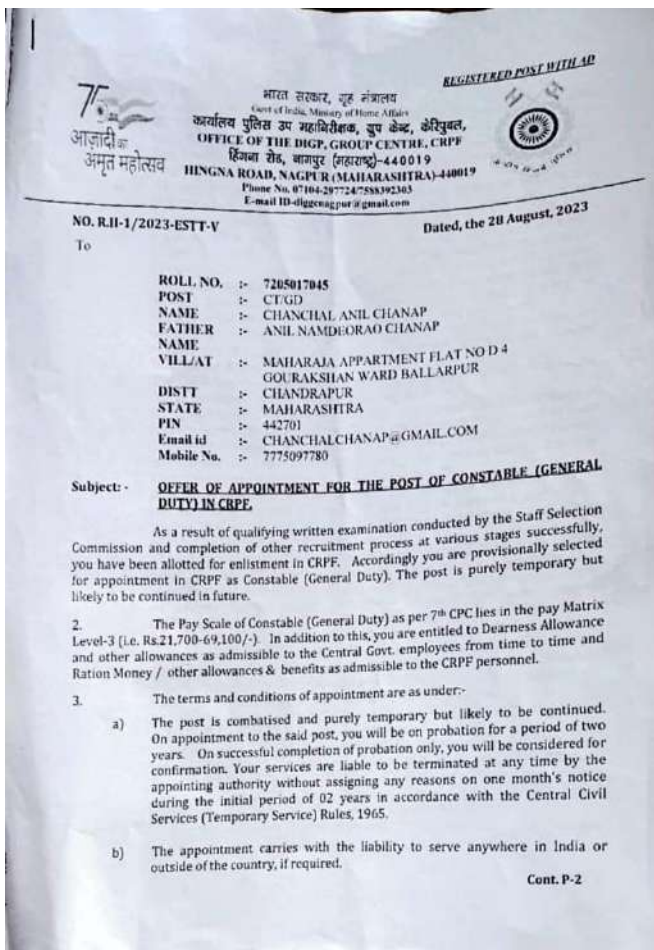 REGISTERED POST WITH AD
75
आज़ादी का
अमृत महोत्सव
भारत सरकार, गृह मंत्रालय
Govt of India, Ministry of Home Affairs
कार्यालय पुलिस उप महानिरीक्षक, ग्रुप केन्द्र, केरिपुबल,
OFFICE OF THE DIGP, GROUP CENTRE, CRPF
हिंगना रोड, नागपुर (महाराष्ट्र)-440019
HINGNA ROAD, NAGPUR (MAHARASHTRA)-440019
Phone No. 07104-297724/7588392303
E-mail ID-diggcnagpur@gmail.com
NO. R.II-1/2023-ESTT-V
Dated, the 28 August, 2023
To
ROLL NO. :- 7205017045
POST :- CT/GD
NAME :- CHANCHAL ANIL CHANAP
FATHER :- ANIL NAMDEORAO CHANAP
NAME
VILL/AT :- MAHARAJA APPARTMENT FLAT NO D 4
GOURAKSHAN WARD BALLARPUR
DISTT :- CHANDRAPUR
STATE :- MAHARASHTRA
PIN :- 442701
Email id :- CHANCHALCHANAP@GMAIL.COM
Mobile No. :- 7775097780
Subject: - OFFER OF APPOINTMENT FOR THE POST OF CONSTABLE (GENERAL
DUTY) IN CRPF.
As a result of qualifying written examination conducted by the Staff Selection
Commission and completion of other recruitment process at various stages successfully,
you have been allotted for enlistment in CRPF. Accordingly you are provisionally selected
for appointment in CRPF as Constable (General Duty). The post is purely temporary but
likely to be continued in future.
2. The Pay Scale of Constable (General Duty) as per 7th CPC lies in the pay Matrix
Level-3 (i.e. Rs.21,700-69,100/-). In addition to this, you are entitled to Dearness Allowance
and other allowances as admissible to the Central Govt. employees from time to time and
Ration Money / other allowances & benefits as admissible to the CRPF personnel.
3. The terms and conditions of appointment are as under:-
a) The post is combatised and purely temporary but likely to be continued.
On appointment to the said post, you will be on probation for a period of two
years. On successful completion of probation only, you will be considered for
confirmation. Your services are liable to be terminated at any time by the
appointing authority without assigning any reasons on one month's notice
during the initial period of 02 years in accordance with the Central Civil
Services (Temporary Service) Rules, 1965.
b) The appointment carries with the liability to serve anywhere in India or
outside of the country, if required.
Cont. P-2